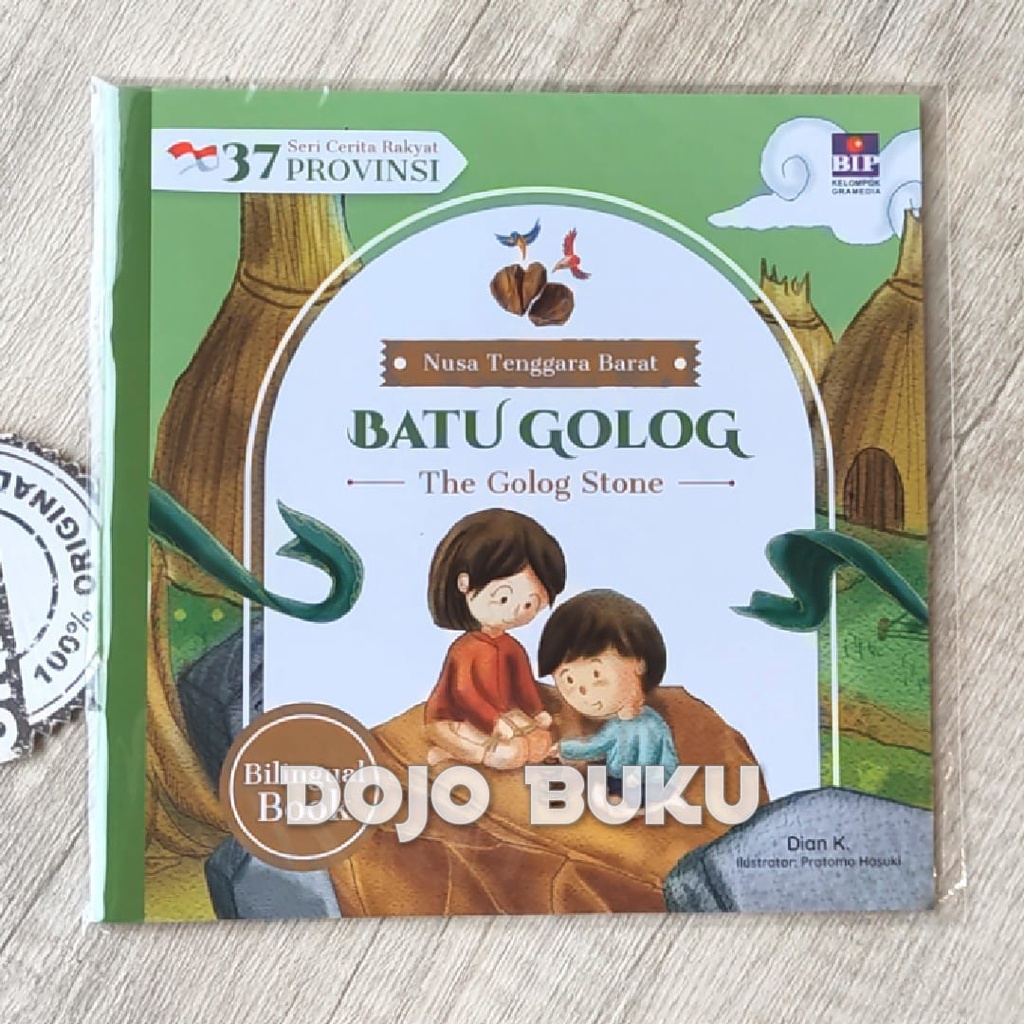 37
Seri Cerita Rakyat
PROVINSI
BIP
KELOMPOK
GRAMEDIA
Nusa Tenggara Barat
BATU GOLOG
The Golog Stone
100% ORIGINAL
Bilingual
Book
DOJO BUKU
Dian K.
Ilustrator: Pratomo Hasuki